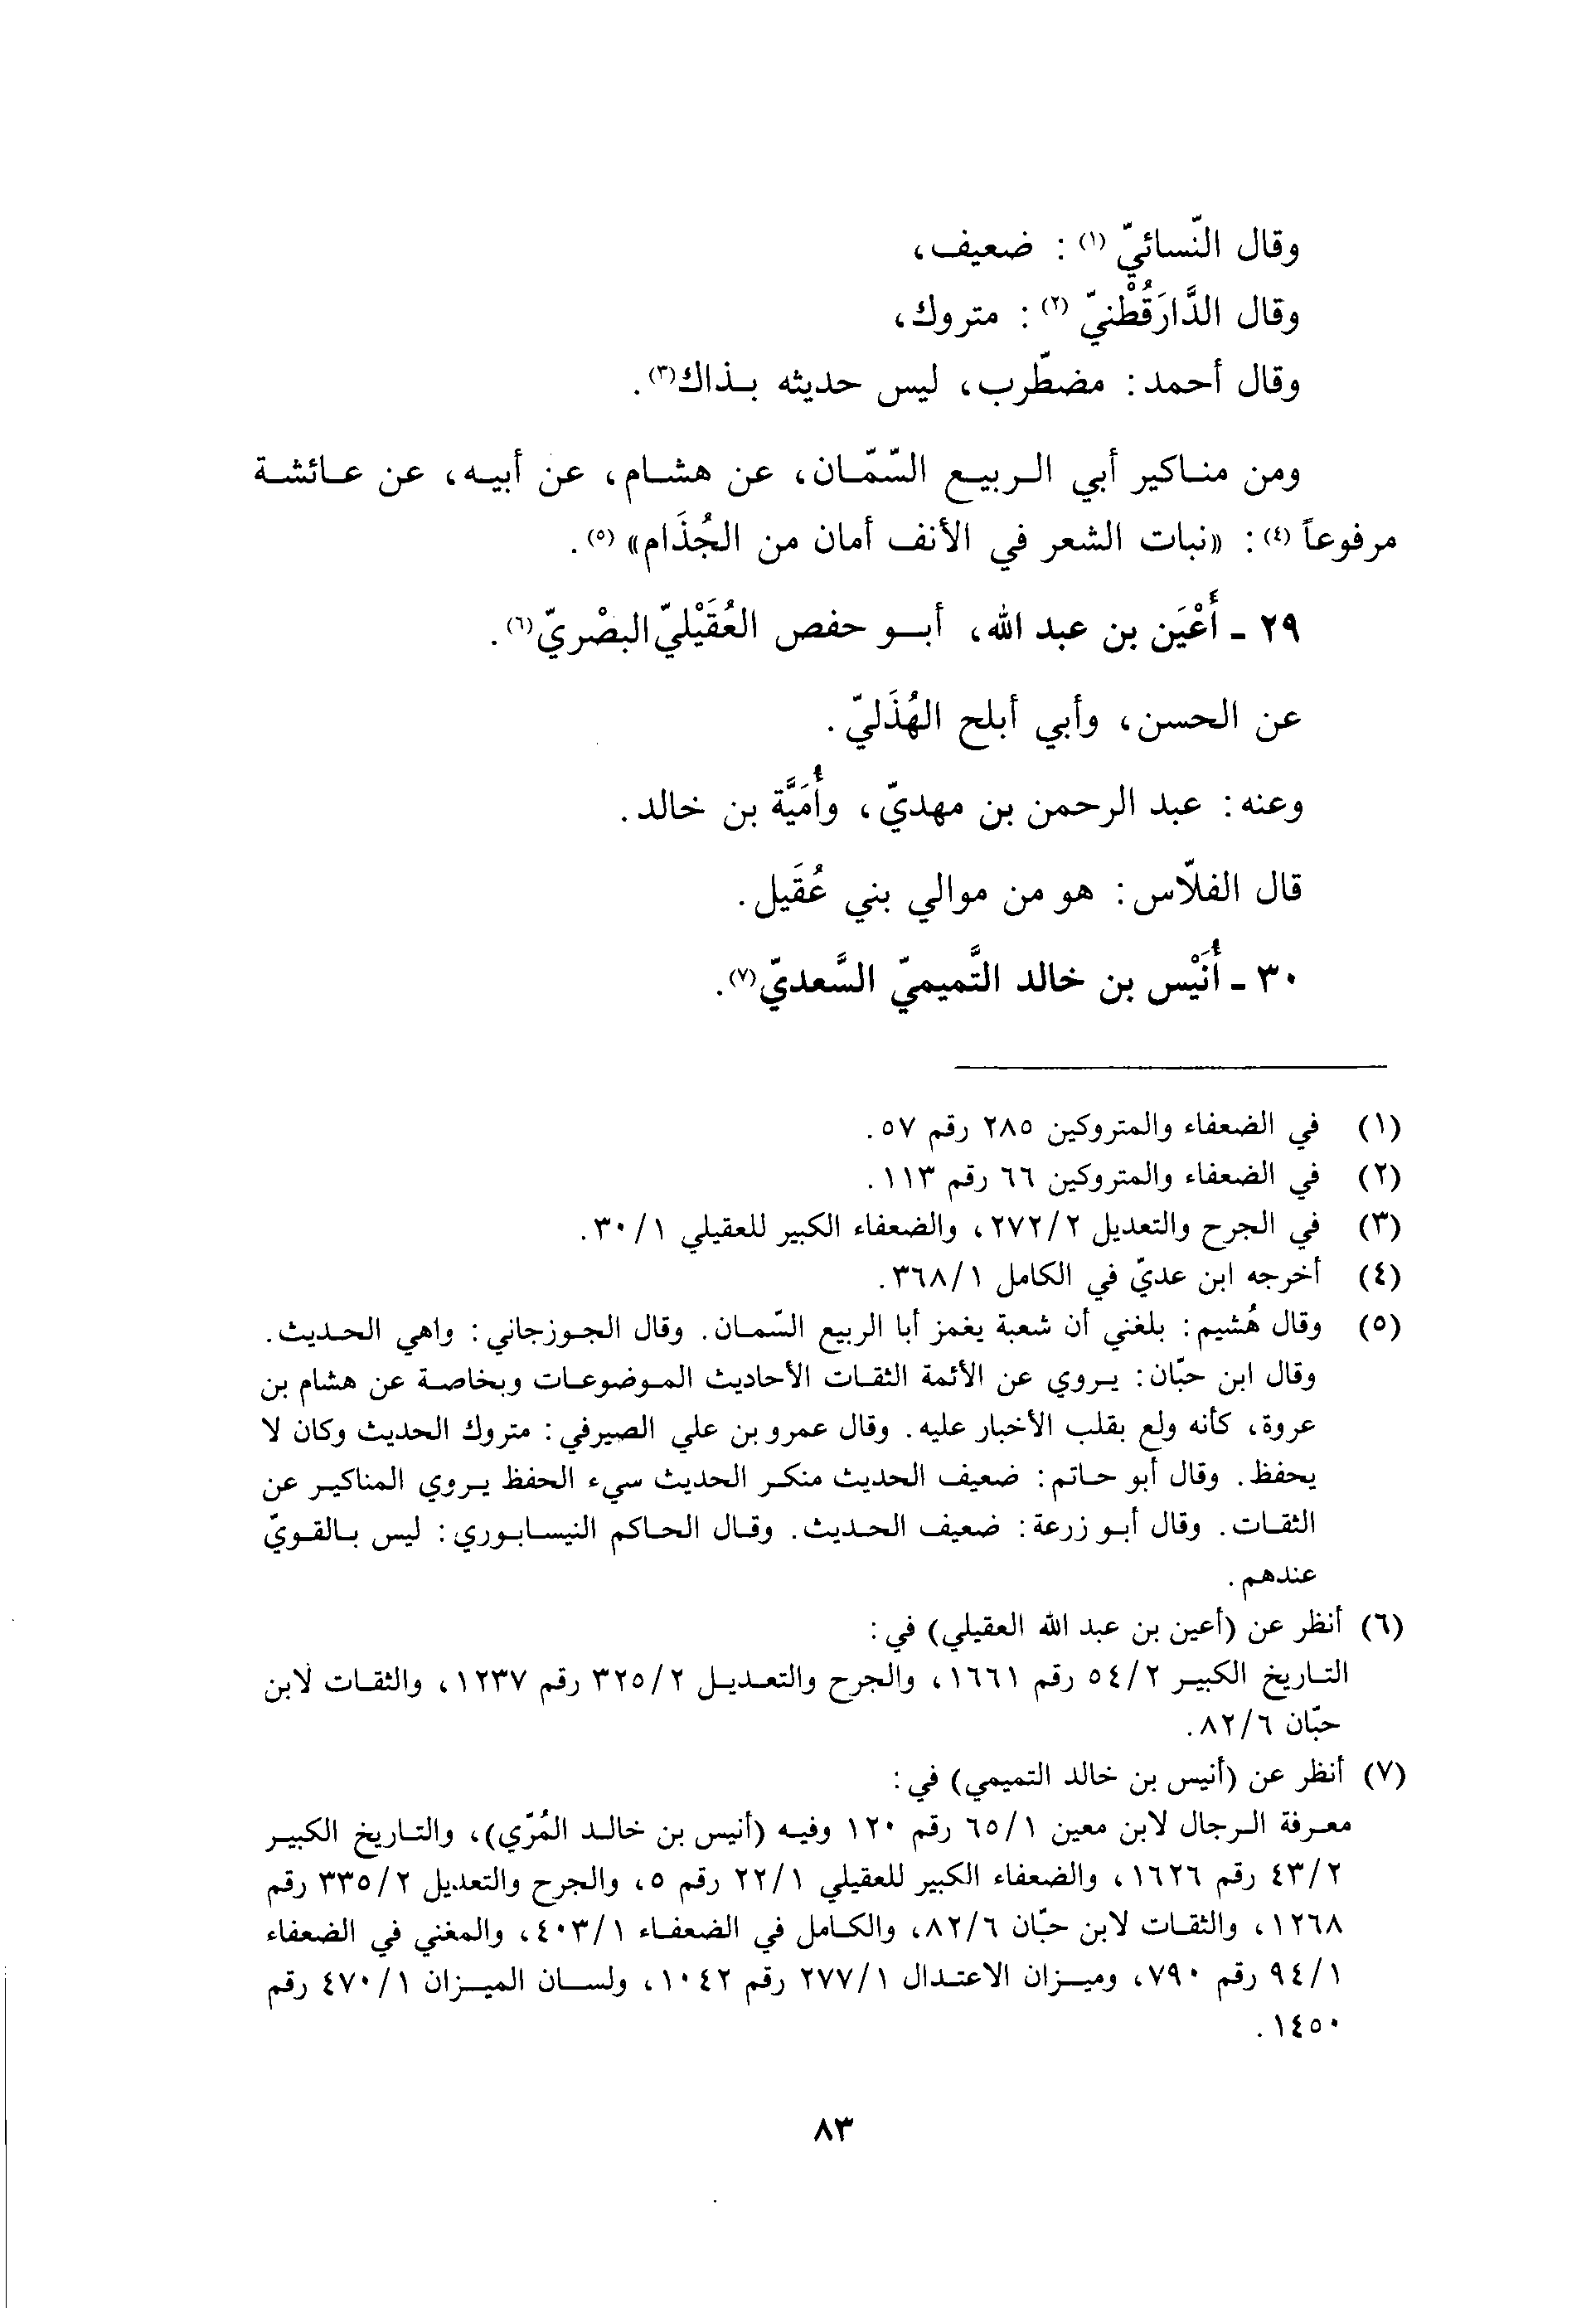 وقال النّسائيّ (١) : ضعيف،
وقال الدَّارَقُطْنيّ (٢) : متروك،
وقال أحمد: مضطّرب، ليس حديثه بذاك(٣).
ومن مناكير أبي الربيع السّمّان، عن هشام، عن أبيه، عن عائشة
مرفوعاً (٤): «نبات الشعر في الأنف أمان من الجُذَام» (٥).
٢٩ - أَعْيَن بن عبد الله، أبو حفص العُقَيْليّ البصْريّ(٦).
عن الحسن، وأبي أبلح الهُذَليّ.
وعنه: عبد الرحمن بن مهديّ، وأُمَيَّة بن خالد.
قال الفلّاس: هو من موالي بني عُقَيل.
٣٠ - أُنَيْس بن خالد التَّميميّ السَّعديّ(٧).
(١) في الضعفاء والمتروكين ٢٨٥ رقم ٥٧.
(٢) في الضعفاء والمتروكين ٦٦ رقم ١١٣.
(٣) في الجرح والتعديل ٢/ ٢٧٢، والضعفاء الكبير للعقيلي ١/ ٣٠.
(٤) أخرجه ابن عديّ في الكامل ١/ ٣٦٨.
(٥) وقال هُشيم: بلغني أن شعبة يغمز أبا الربيع السّمان. وقال الجوزجاني: واهي الحديث.
وقال ابن حبّان: يروي عن الأئمة الثقات الأحاديث الموضوعات وبخاصة عن هشام بن
عروة، كأنه ولع بقلب الأخبار عليه. وقال عمرو بن علي الصيرفي: متروك الحديث وكان لا
يحفظ. وقال أبو حاتم: ضعيف الحديث منكر الحديث سيء الحفظ يروي المناكير عن
الثقات. وقال أبو زرعة: ضعيف الحديث. وقال الحاكم النيسابوري: ليس بالقويّ
عندهم.
(٦) أنظر عن (أعين بن عبد الله العقيلي) في:
التاريخ الكبير ٢/ ٥٤ رقم ١٦٦١، والجرح والتعديل ٢/ ٣٢٥ رقم ١٢٣٧، والثقات لابن
حبّان ٦/ ٨٢.
(٧) أنظر عن (أنيس بن خالد التميمي) في:
معرفة الرجال لابن معين ١/ ٦٥ رقم ١٢٠ وفيه (أنيس بن خالد المُرّي)، والتاريخ الكبير
٢/ ٤٣ رقم ١٦٢٦، والضعفاء الكبير للعقيلي ١/ ٢٢ رقم ٥، والجرح والتعديل ٢/ ٣٣٥ رقم
١٢٦٨، والثقات لابن حبّان ٦/ ٨٢، والكامل في الضعفاء ١/ ٤٠٣، والمغني في الضعفاء
١/ ٩٤ رقم ٧٩٠، وميزان الاعتدال ١/ ٢٧٧ رقم ١٠٤٢، ولسان الميزان ١/ ٤٧٠ رقم
١٤٥٠.
٨٣